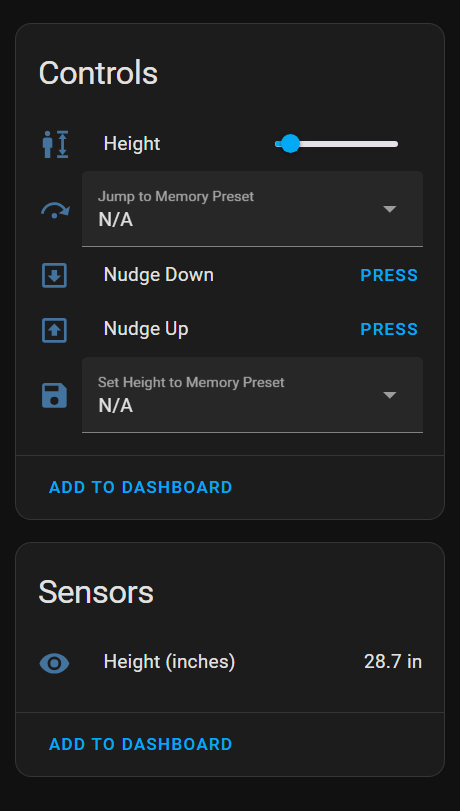 Controls
Height
Jump to Memory Preset
N/A
Nudge Down PRESS
Nudge Up PRESS
Set Height to Memory Preset
N/A
ADD TO DASHBOARD
Sensors
Height (inches) 28.7 in
ADD TO DASHBOARD